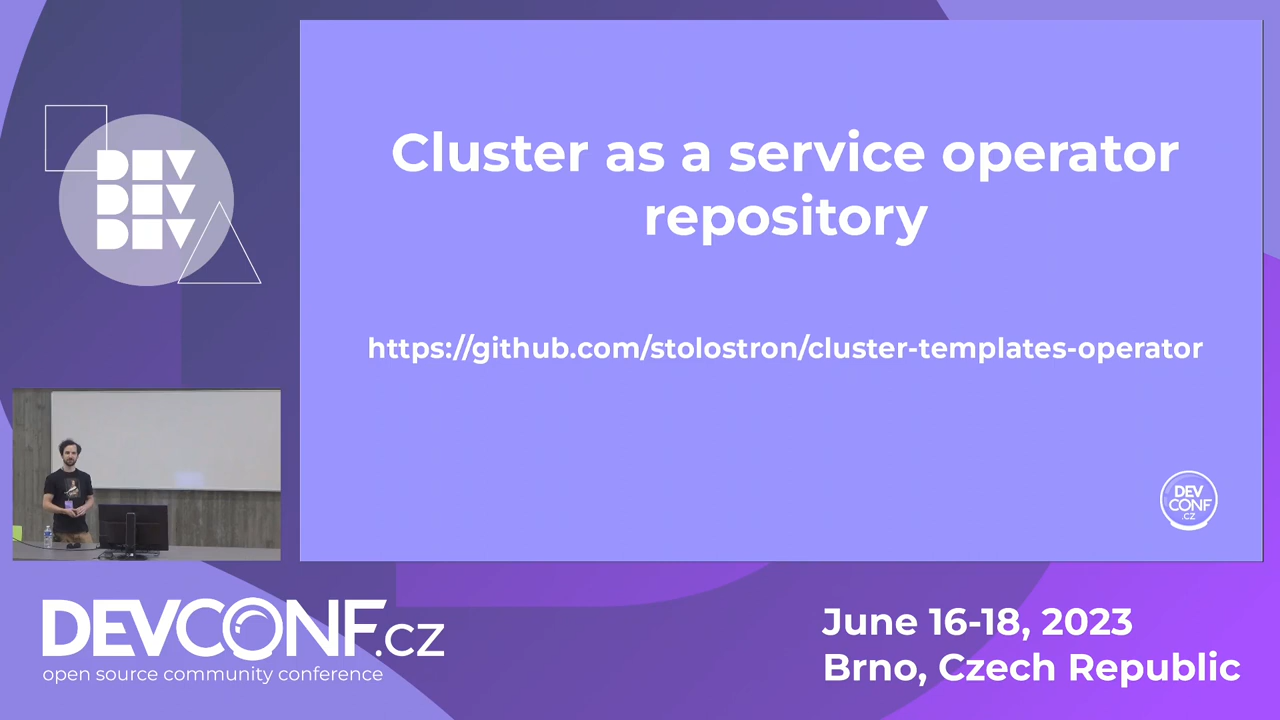 DEV
DEV
DEV
Cluster as a service operator
repository
https://github.com/stolostron/cluster-templates-operator
DEV
CONF
.CZ
DEVCONF.CZ
open source community conference
June 16-18, 2023
Brno, Czech Republic